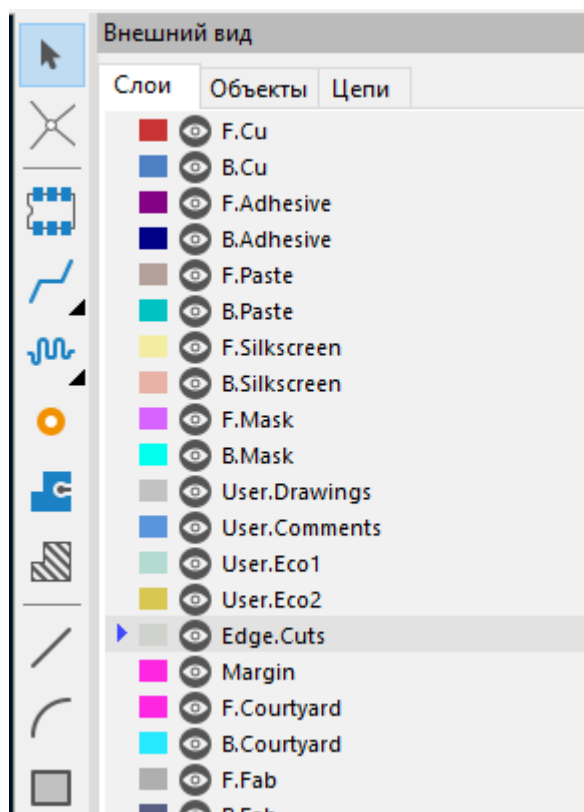 Внешний вид
Слои Объекты Цепи
F.Cu
B.Cu
F.Adhesive
B.Adhesive
F.Paste
B.Paste
F.Silkscreen
B.Silkscreen
F.Mask
B.Mask
User.Drawings
User.Comments
User.Eco1
User.Eco2
Edge.Cuts
Margin
F.Courtyard
B.Courtyard
F.Fab